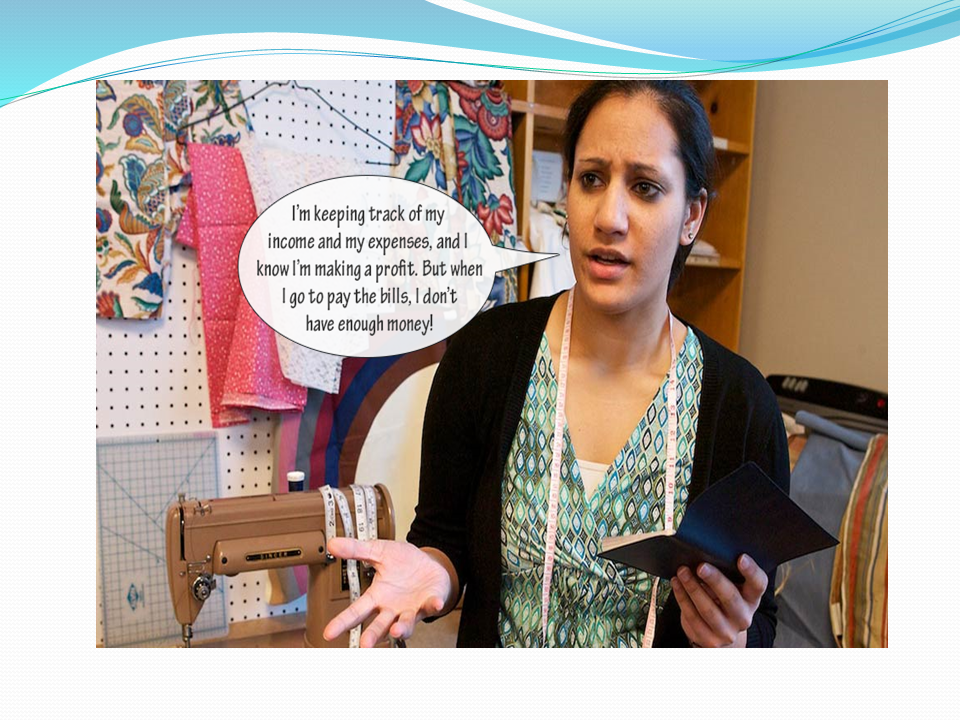 I'm keeping track of my
income and my expenses, and I
know I'm making a profit. But when
I go to pay the bills, I don't
have enough money!
SINGER